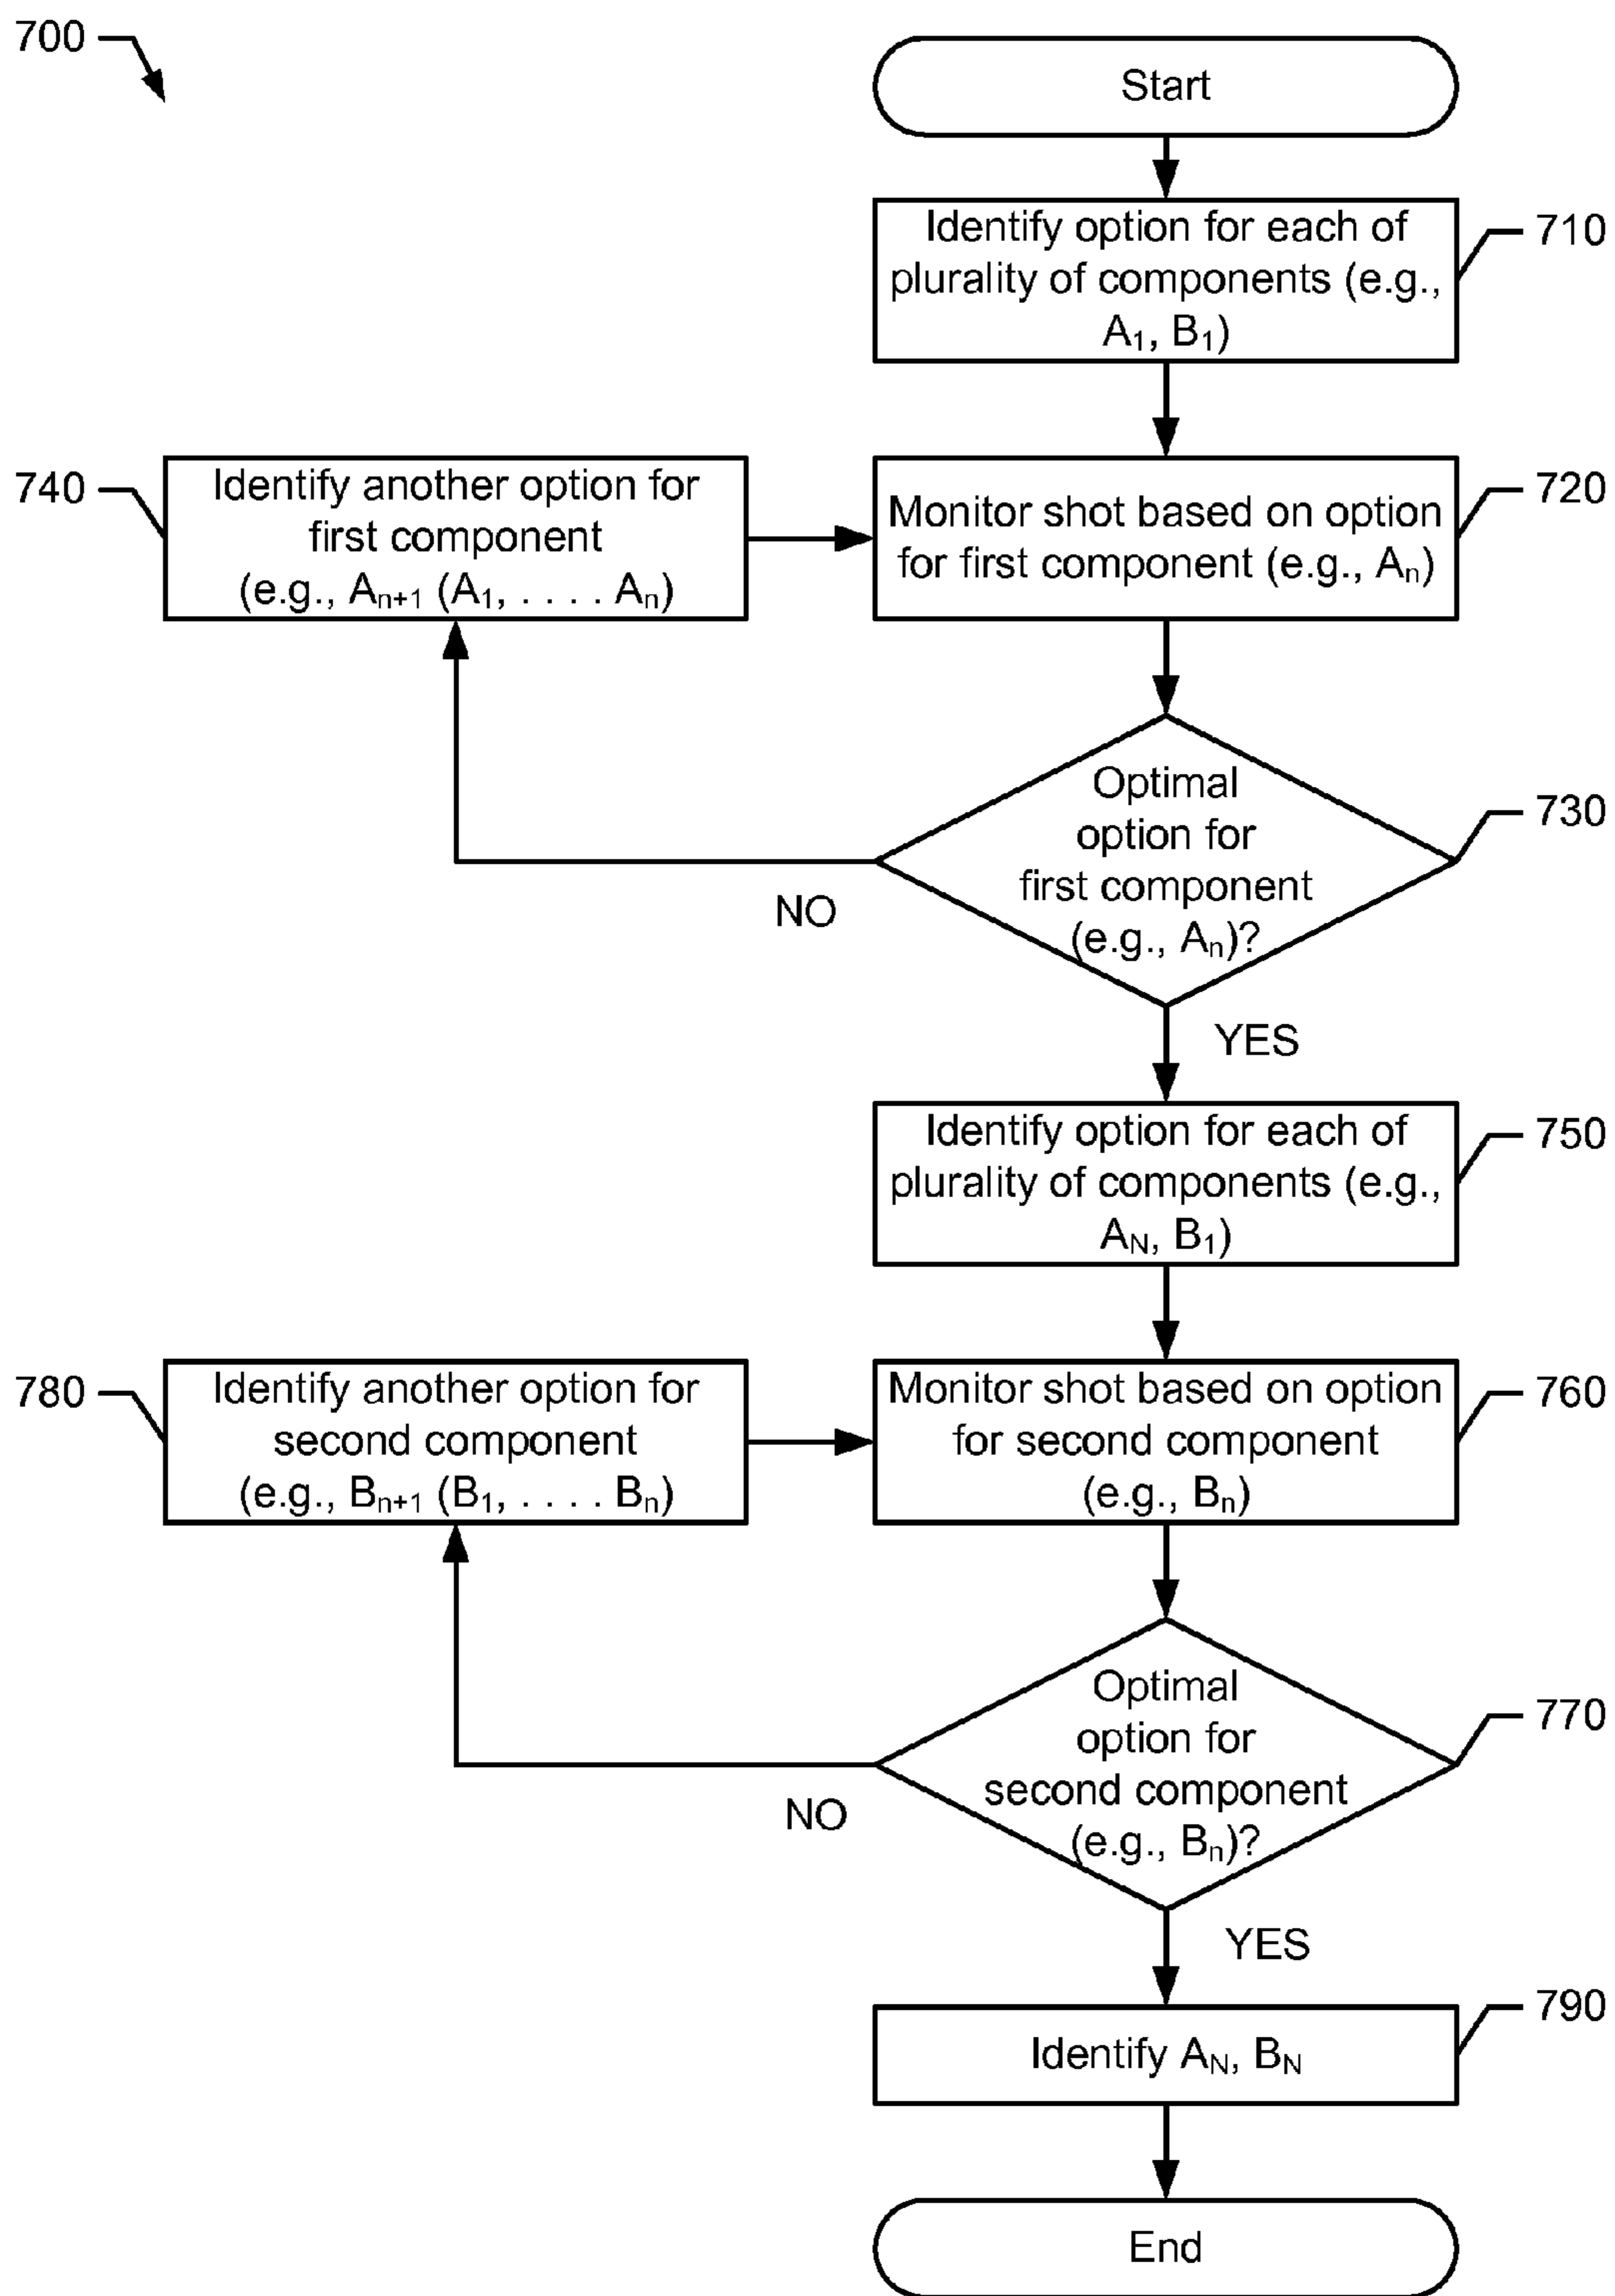 700
Start
Identify option for each of
plurality of components (e.g.,
A₁, B₁)
710
740
Identify another option for
first component
(e.g., Aₙ₊₁ (A₁, . . . . Aₙ)
Monitor shot based on option
for first component (e.g., Aₙ)
720
Optimal
option for
first component
(e.g., Aₙ)?
730
NO
YES
Identify option for each of
plurality of components (e.g.,
A_N, B₁)
750
780
Identify another option for
second component
(e.g., Bₙ₊₁ (B₁, . . . . Bₙ)
Monitor shot based on option
for second component
(e.g., Bₙ)
760
Optimal
option for
second component
(e.g., Bₙ)?
770
NO
YES
Identify A_N, B_N
790
End